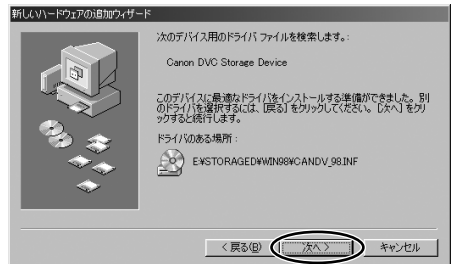 新しいハードウェアの追加ウィザード
次のデバイス用のドライバ ファイルを検索します。:
Canon DVC Storage Device
このデバイスに最適なドライバをインストールする準備ができました。別
のドライバを選択するには、[戻る] をクリックしてください。[次へ] をクリ
ックすると続行します。
ドライバのある場所:
E:¥STORAGED¥WIN98¥CANDV_98.INF
< 戻る(B)
次へ >
キャンセル